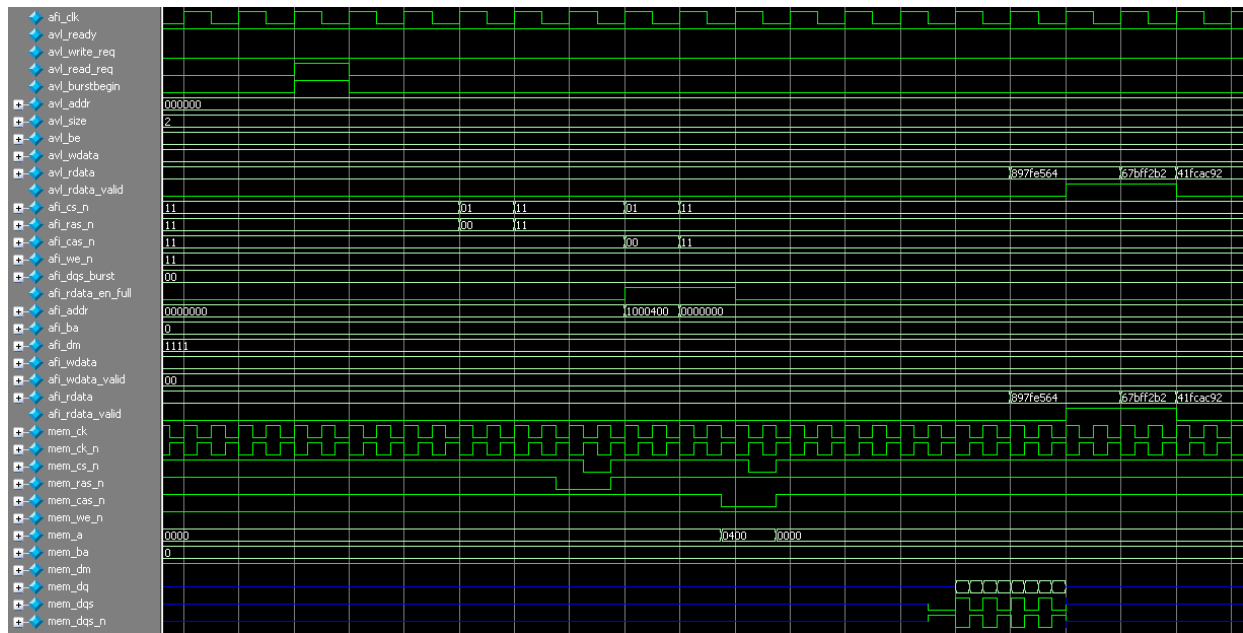 afi_clk
avl_ready
avl_write_req
avl_read_req
avl_burstbegin
avl_addr 000000
avl_size 2
avl_be
avl_wdata
avl_rdata 897fe564 67bff2b2 41fcac92
avl_rdata_valid
afi_cs_n 11 01 11 01 11
afi_ras_n 11 00 11
afi_cas_n 11 00 11
afi_we_n 11
afi_dqs_burst 00
afi_rdata_en_full
afi_addr 0000000 1000400 0000000
afi_ba 0
afi_dm 1111
afi_wdata
afi_wdata_valid 00
afi_rdata 897fe564 67bff2b2 41fcac92
afi_rdata_valid
mem_ck
mem_ck_n
mem_cs_n
mem_ras_n
mem_cas_n
mem_we_n
mem_a 0000 0400 0000
mem_ba 0
mem_dm
mem_dq
mem_dqs
mem_dqs_n